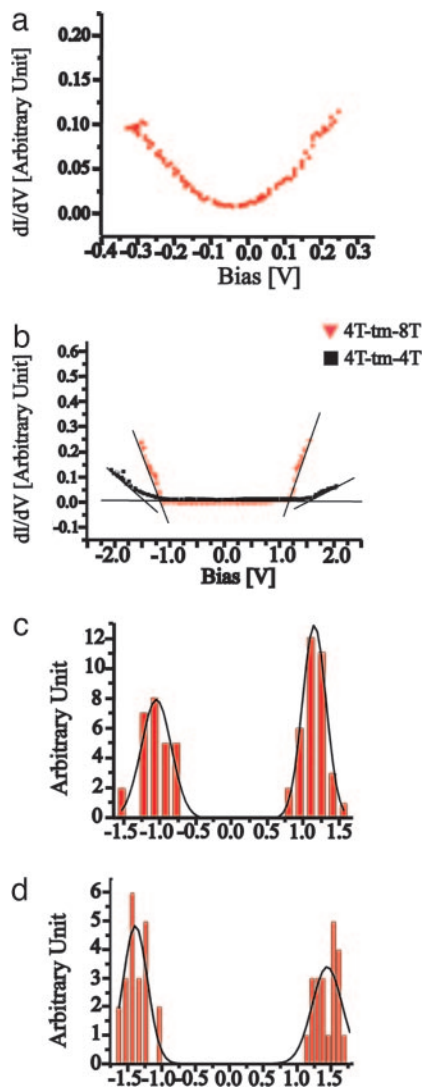 a
dI/dV [Arbitrary Unit]
0.20
0.15
0.10
0.05
0.00
-0.4 -0.3 -0.2 -0.1 0.0 0.1 0.2 0.3
Bias [V]
b
4T-tm-8T
4T-tm-4T
dI/dV [Arbitrary Unit]
0.6
0.5
0.4
0.3
0.2
0.1
0.0
-0.1
-2.0 -1.0 0.0 1.0 2.0
Bias [V]
c
Arbitrary Unit
12
10
8
6
4
2
0
-1.5 -1.0 -0.5 0.0 0.5 1.0 1.5
d
Arbitrary Unit
6
5
4
3
2
1
0
-1.5 -1.0 -0.5 0.0 0.5 1.0 1.5